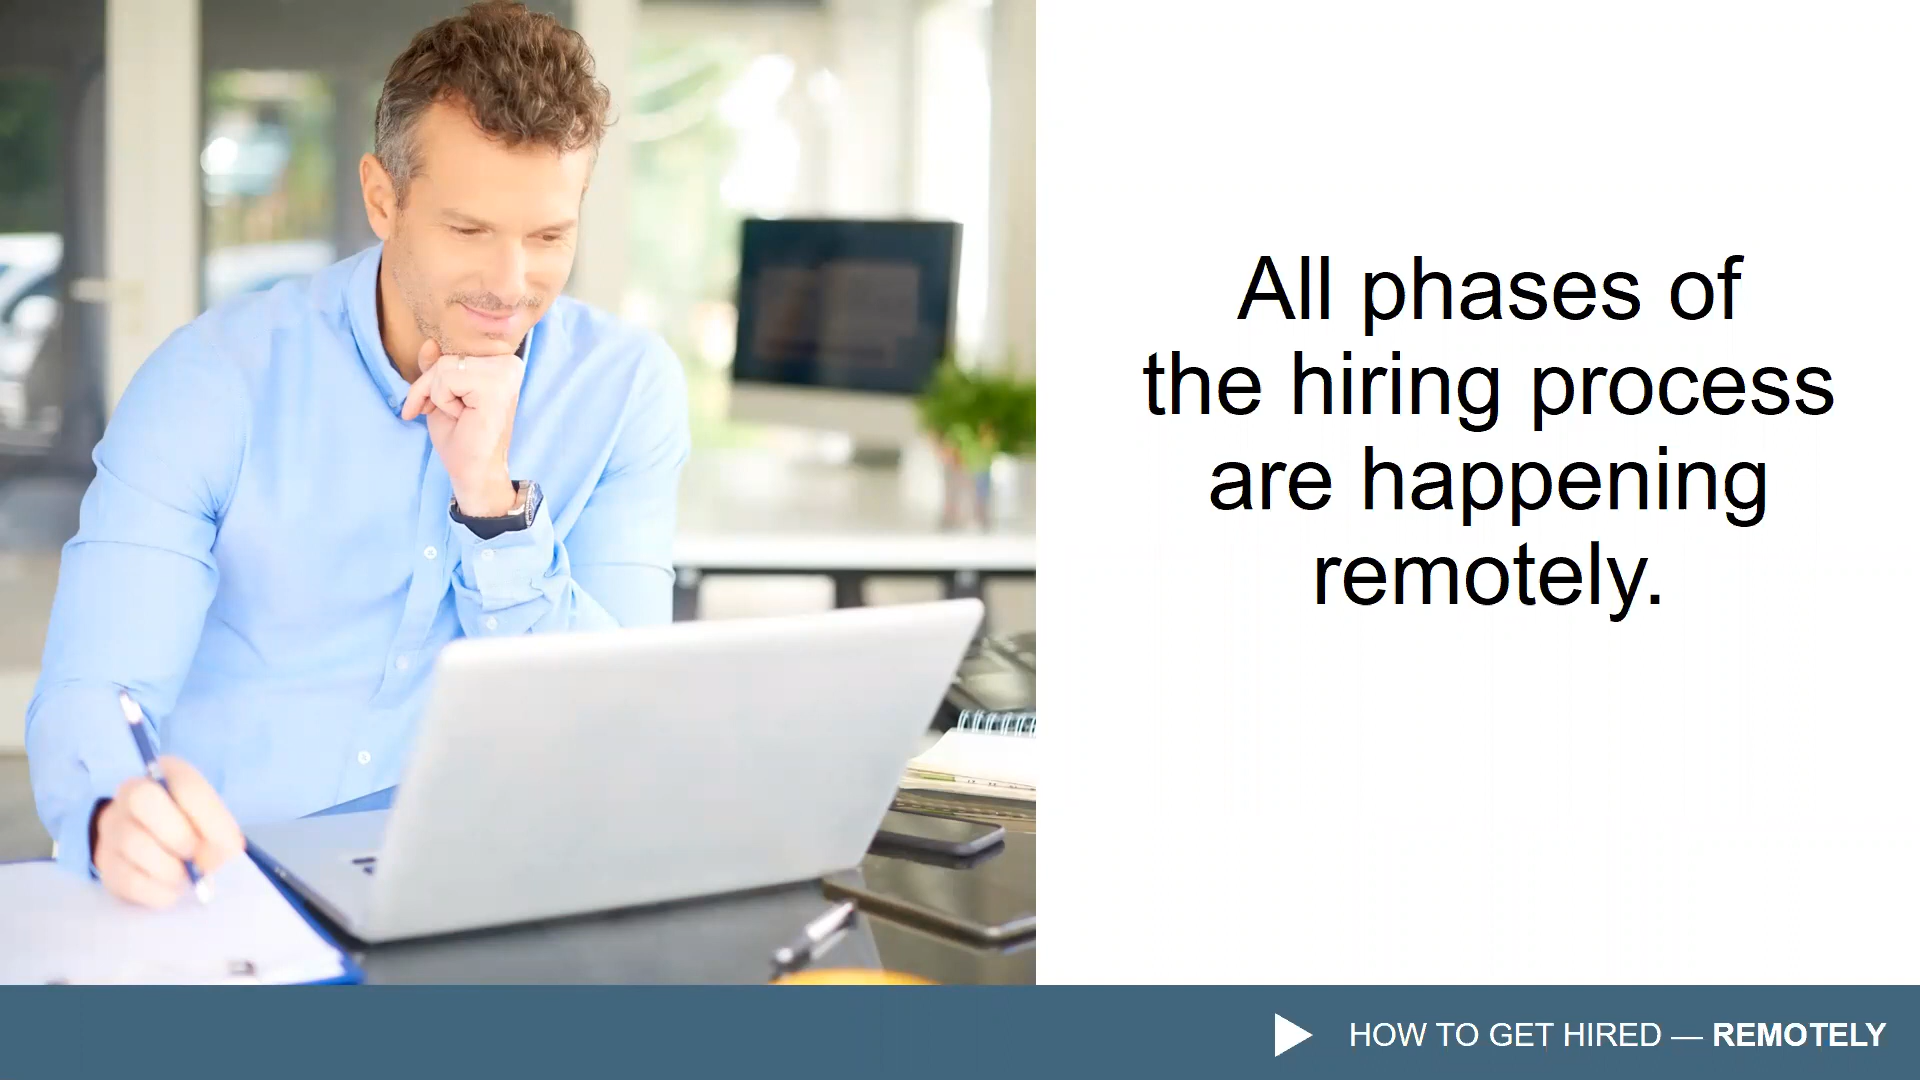 All phases of
the hiring process
are happening
remotely.
HOW TO GET HIRED — REMOTELY